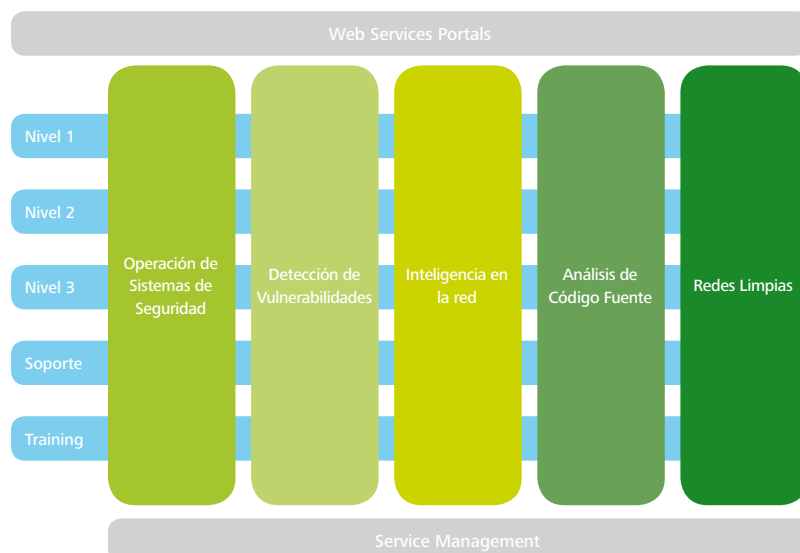 Web Services Portals
Nivel 1
Nivel 2
Nivel 3
Soporte
Training
Operación de
Sistemas de
Seguridad
Detección de
Vulnerabilidades
Inteligencia en
la red
Análisis de
Código Fuente
Redes Limpias
Service Management